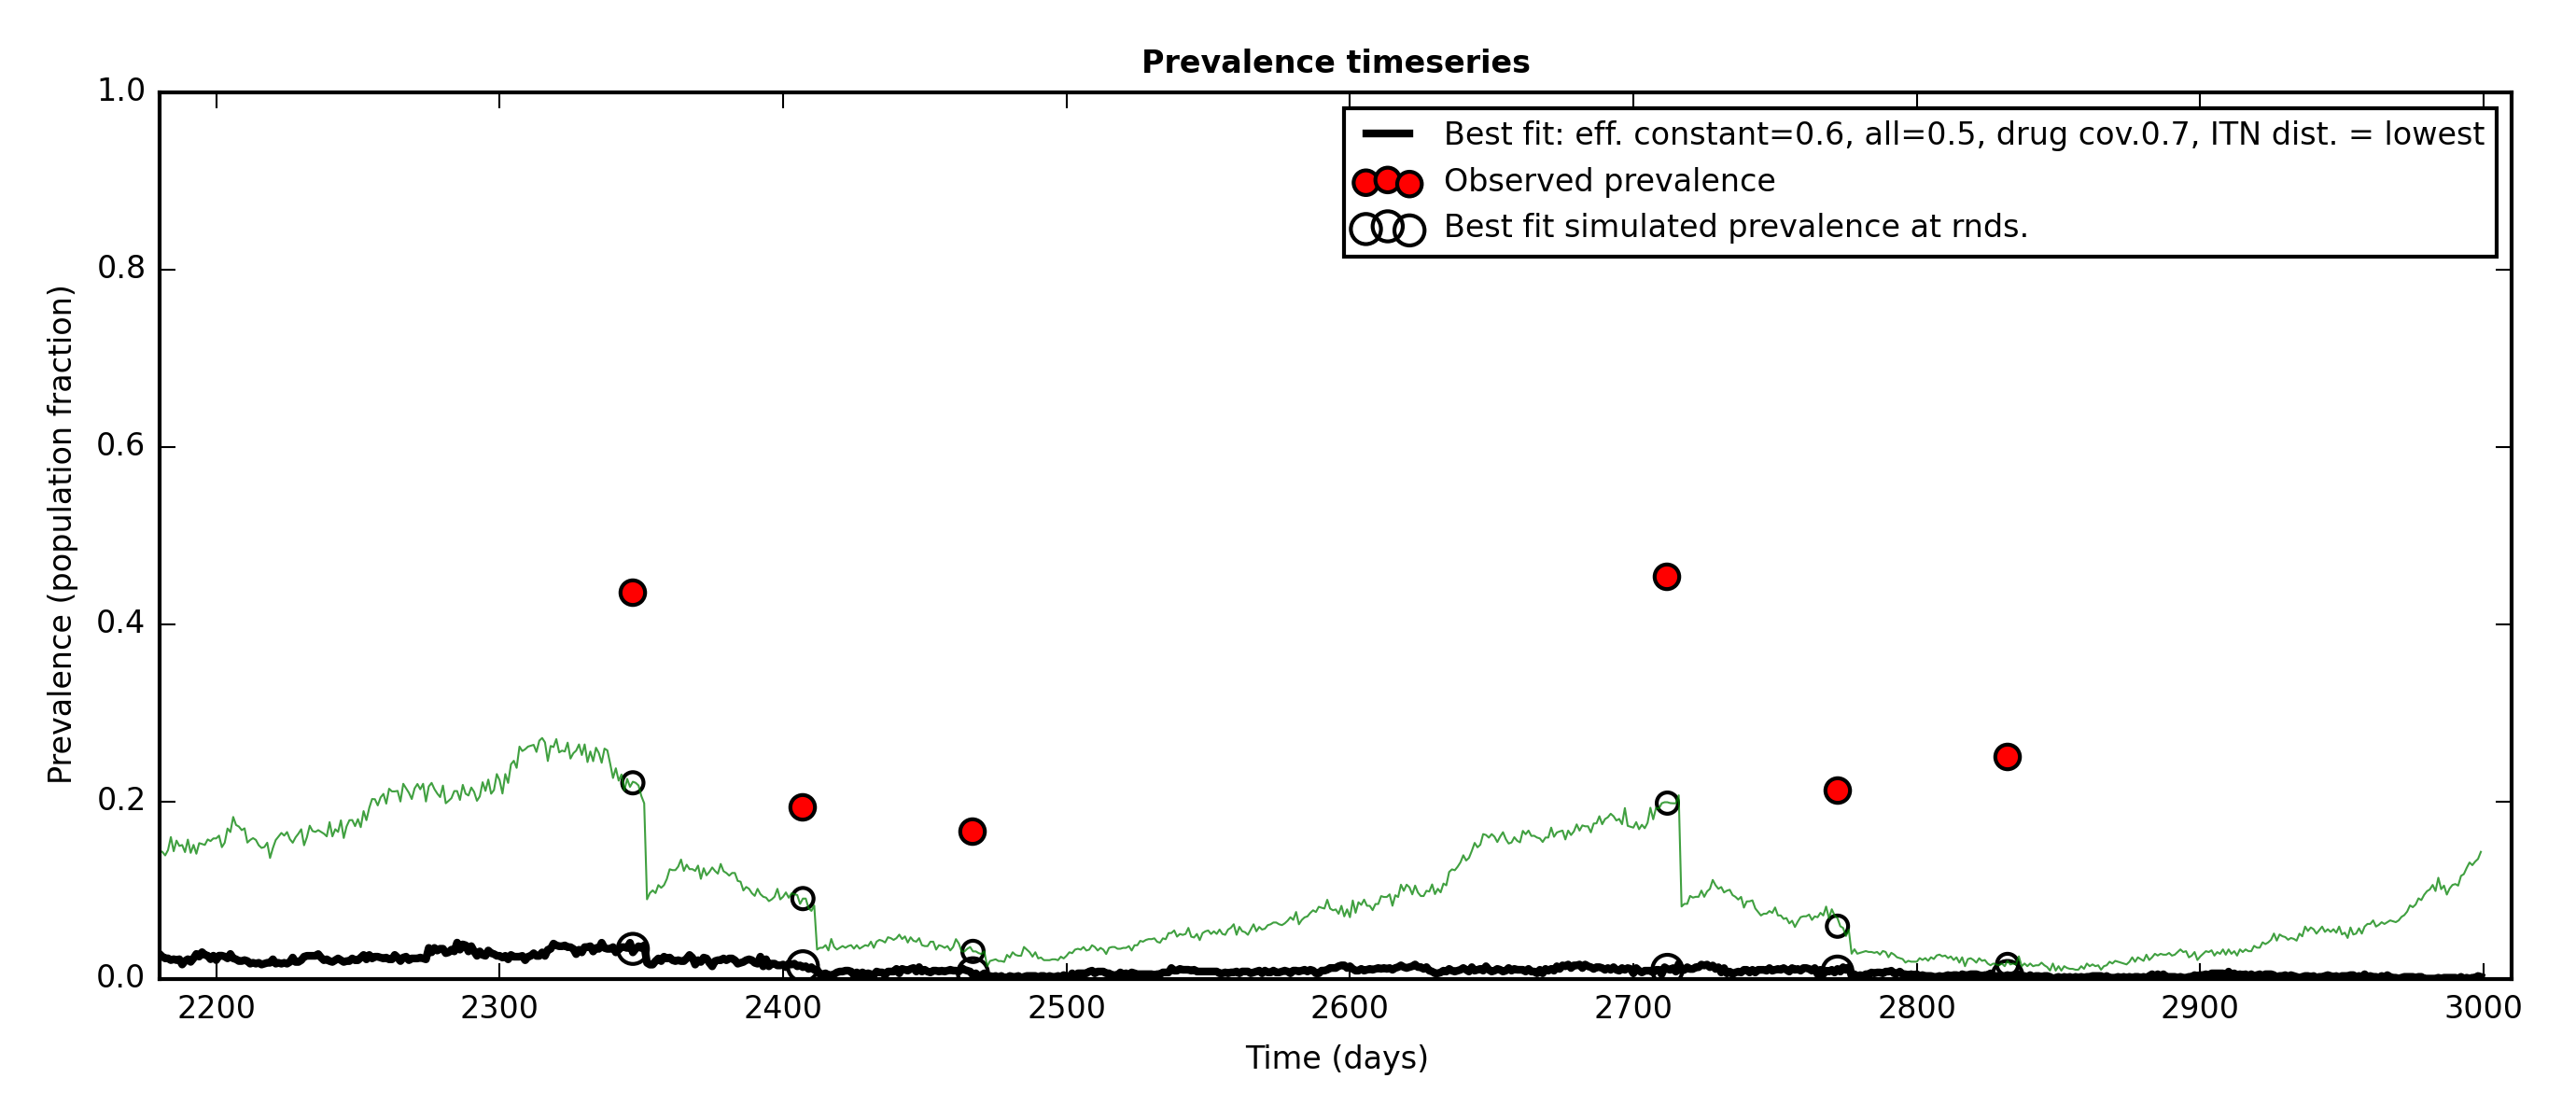 Prevalence timeseries
Best fit: eff. constant=0.6, all=0.5, drug cov.0.7, ITN dist. = lowest
Observed prevalence
Best fit simulated prevalence at rnds.
Prevalence (population fraction)
1.0
0.8
0.6
0.4
0.2
0.0
2200 2300 2400 2500 2600 2700 2800 2900 3000
Time (days)